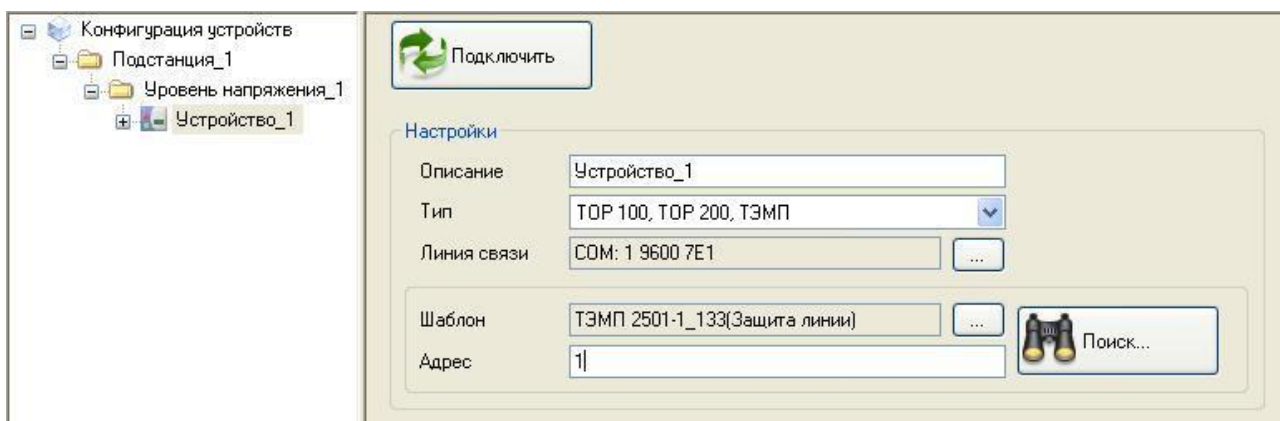 Конфигурация устройств
Подстанция_1
Уровень напряжения_1
Устройство_1
Подключить
Настройки
Описание Устройство_1
Тип ТОР 100, ТОР 200, ТЭМП
Линия связи COM: 1 9600 7E1 ...
Шаблон ТЭМП 2501-1_133(Защита линии) ...
Адрес 1
Поиск...